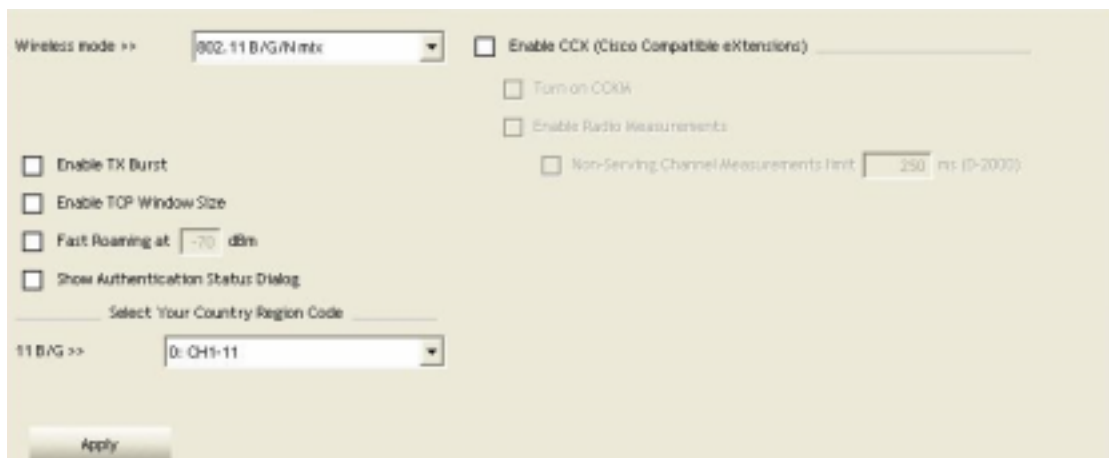 Wireless mode >>
802.11 B/G/N mix
Enable CCX (Cisco Compatible eXtensions)
Turn on CCKM
Enable Radio Measurements
Non-Serving Channel Measurements limit 250 ms (0-2000)
Enable TX Burst
Enable TCP Window Size
Fast Roaming at -70 dBm
Show Authentication Status Dialog
Select Your Country Region Code
11 B/G >>
0: CH1-11
Apply